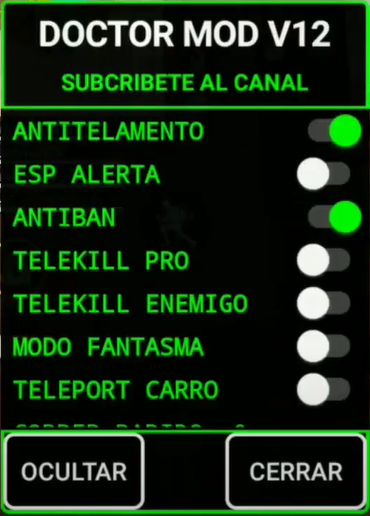 DOCTOR MOD V12
SUBCRIBETE AL CANAL
ANTITELAMENTO
ESP ALERTA
ANTIBAN
TELEKILL PRO
TELEKILL ENEMIGO
MODO FANTASMA
TELEPORT CARRO
OCULTAR
CERRAR